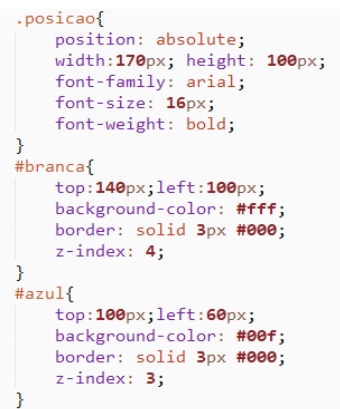 .posicao{
position: absolute;
width:170px; height: 100px;
font-family: arial;
font-size: 16px;
font-weight: bold;
}
#branca{
top:140px;left:100px;
background-color: #fff;
border: solid 3px #000;
z-index: 4;
}
#azul{
top:100px;left:60px;
background-color: #00f;
border: solid 3px #000;
z-index: 3;
}